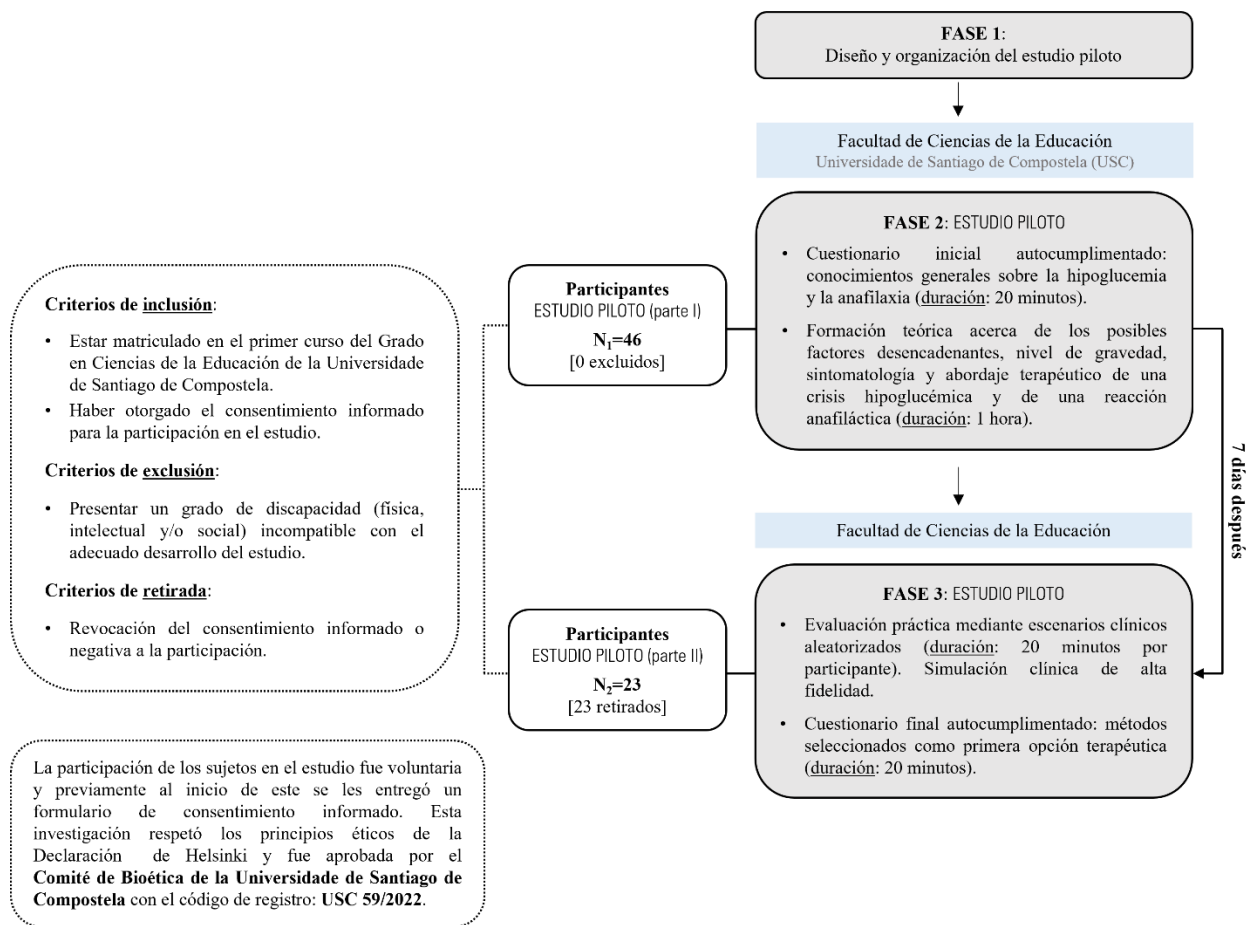 FASE 1:
Diseño y organización del estudio piloto
Facultad de Ciencias de la Educación
Universidade de Santiago de Compostela (USC)
FASE 2: ESTUDIO PILOTO
• Cuestionario inicial autocumplimentado:
conocimientos generales sobre la hipoglucemia
y la anafilaxia (duración: 20 minutos).
• Formación teórica acerca de los posibles
factores desencadenantes, nivel de gravedad,
sintomatología y abordaje terapéutico de una
crisis hipoglucémica y de una reacción
anafiláctica (duración: 1 hora).
Participantes
ESTUDIO PILOTO (parte I)
N₁=46
[0 excluidos]
Criterios de inclusión:
• Estar matriculado en el primer curso del Grado
en Ciencias de la Educación de la Universidade
de Santiago de Compostela.
• Haber otorgado el consentimiento informado
para la participación en el estudio.
Criterios de exclusión:
• Presentar un grado de discapacidad (física,
intelectual y/o social) incompatible con el
adecuado desarrollo del estudio.
Criterios de retirada:
• Revocación del consentimiento informado o
negativa a la participación.
7 días después
Facultad de Ciencias de la Educación
FASE 3: ESTUDIO PILOTO
• Evaluación práctica mediante escenarios clínicos
aleatorizados (duración: 20 minutos por
participante). Simulación clínica de alta
fidelidad.
• Cuestionario final autocumplimentado: métodos
seleccionados como primera opción terapéutica
(duración: 20 minutos).
Participantes
ESTUDIO PILOTO (parte II)
N₂=23
[23 retirados]
La participación de los sujetos en el estudio fue voluntaria
y previamente al inicio de este se les entregó un
formulario de consentimiento informado. Esta
investigación respetó los principios éticos de la
Declaración de Helsinki y fue aprobada por el
Comité de Bioética de la Universidade de Santiago de
Compostela con el código de registro: USC 59/2022.